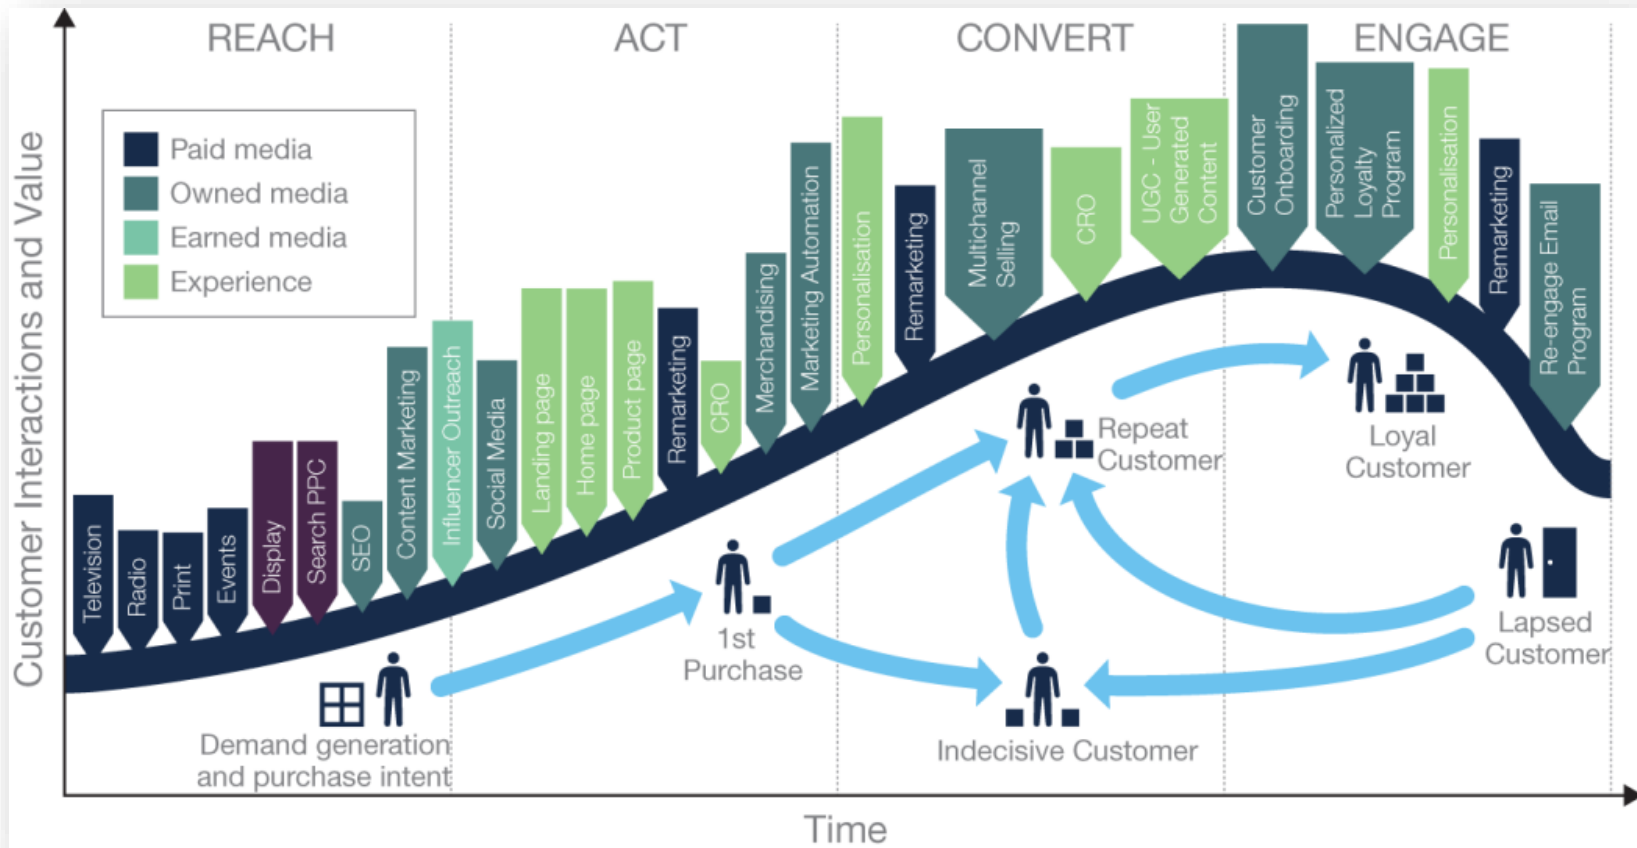 REACH
ACT
CONVERT
ENGAGE
Customer Interactions and Value
Paid media
Owned media
Earned media
Experience
Television
Radio
Print
Events
Display
Search PPC
SEO
Content Marketing
Influencer Outreach
Social Media
Landing page
Home page
Product page
Remarketing
CRO
Merchandising
Marketing Automation
Personalisation
Remarketing
Multichannel
Selling
CRO
UGC - User
Generated
Content
Customer
Onboarding
Personalized
Loyalty
Program
Personalisation
Remarketing
Re-engage Email
Program
Demand generation
and purchase intent
1st
Purchase
Repeat
Customer
Indecisive Customer
Loyal
Customer
Lapsed
Customer
Time